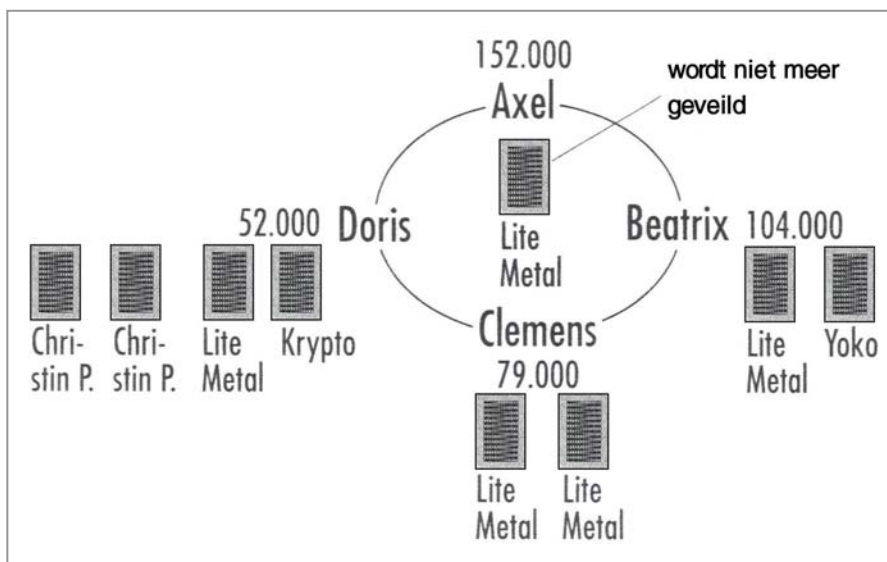 152.000
Axel
wordt niet meer
geveild
Lite
Metal
52.000 Doris
Beatrix 104.000
Chri-
stin P.
Chri-
stin P.
Lite
Metal
Krypto
Clemens
79.000
Lite
Metal
Yoko
Lite
Metal
Lite
Metal